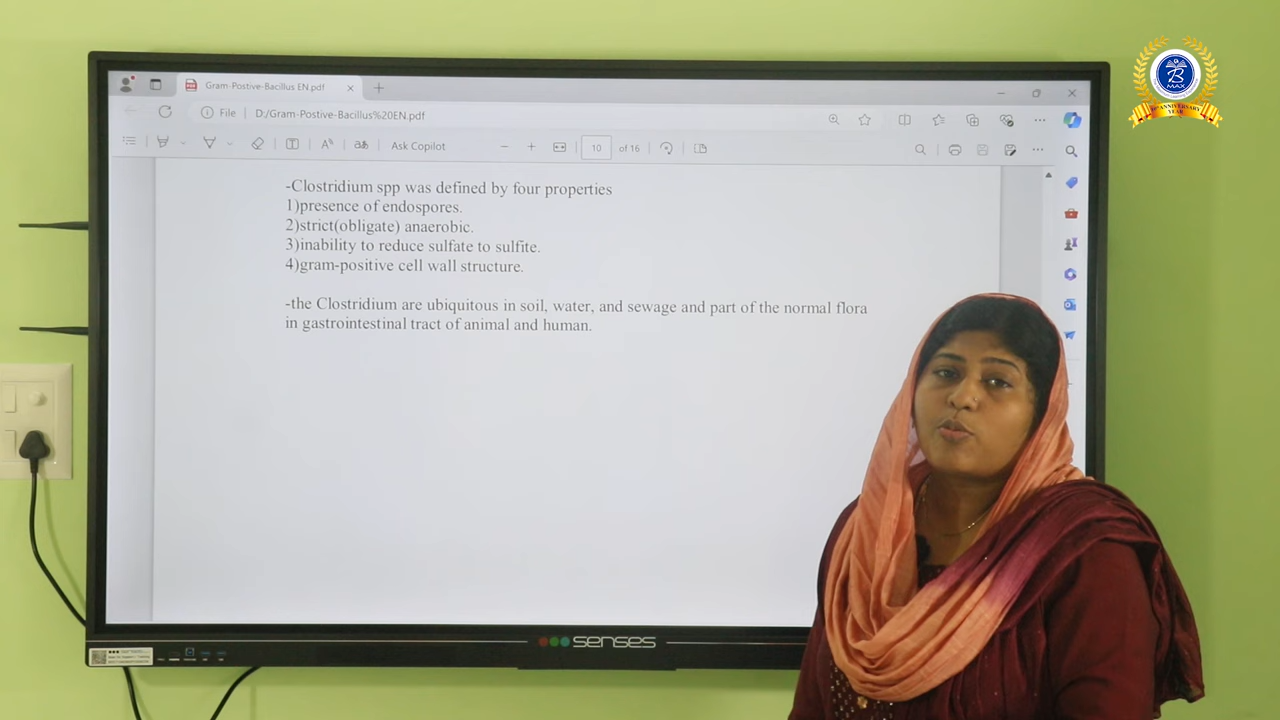 Gram-Postive-Bacillus EN.pdf
File D:/Gram-Postive-Bacillus%20EN.pdf
Ask Copilot
10 of 16
-Clostridium spp was defined by four properties
1)presence of endospores.
2)strict(obligate) anaerobic.
3)inability to reduce sulfate to sulfite.
4)gram-positive cell wall structure.
-the Clostridium are ubiquitous in soil, water, and sewage and part of the normal flora
in gastrointestinal tract of animal and human.
senses
B
MAX
ANNIVERSARY
YEAR